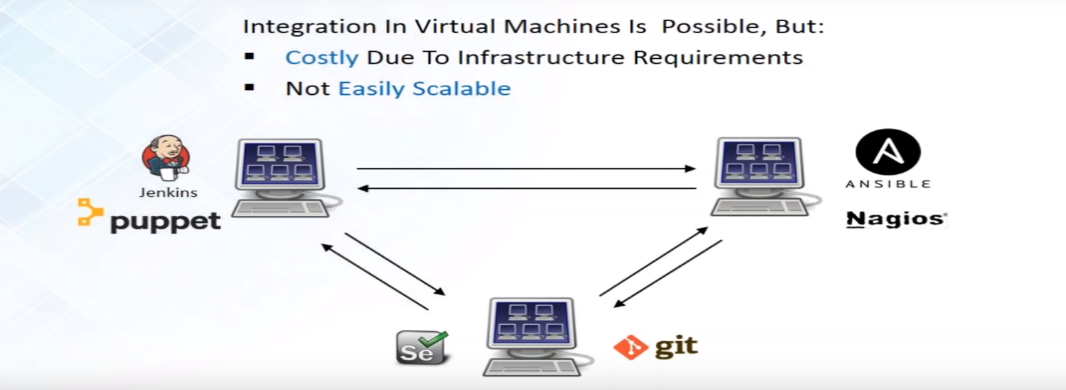 Integration In Virtual Machines Is Possible, But:
▪ Costly Due To Infrastructure Requirements
▪ Not Easily Scalable
Jenkins
puppet
A
ANSIBLE
Nagios®
Se
git